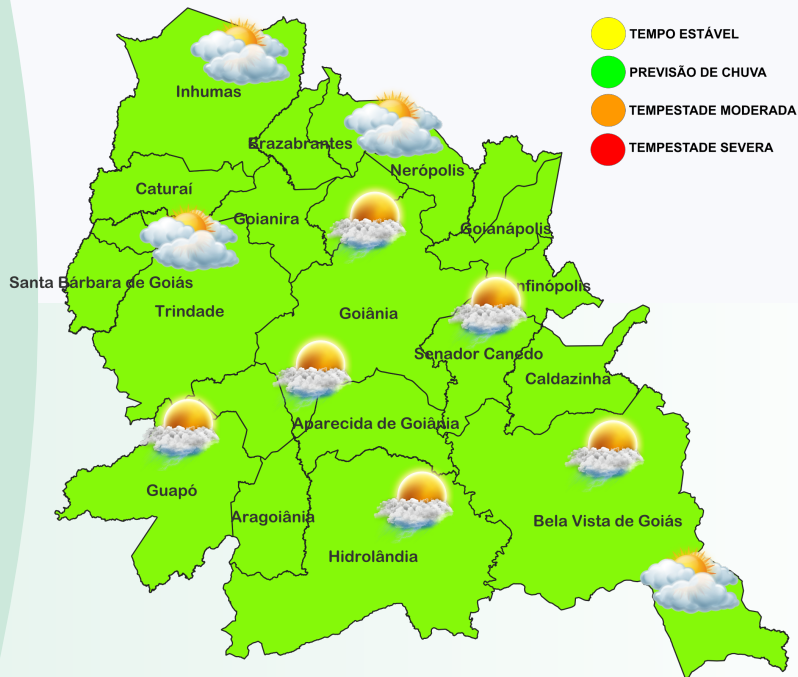 TEMPO ESTÁVEL
PREVISÃO DE CHUVA
TEMPESTADE MODERADA
TEMPESTADE SEVERA
Inhumas
Brazabrantes
Nerópolis
Caturaí
Goianira
Goianápolis
Santa Bárbara de Goiás
nfinópolis
Trindade
Goiânia
Senador Canedo
Caldazinha
Aparecida de Goiânia
Guapó
Aragoiânia
Bela Vista de Goiás
Hidrolândia